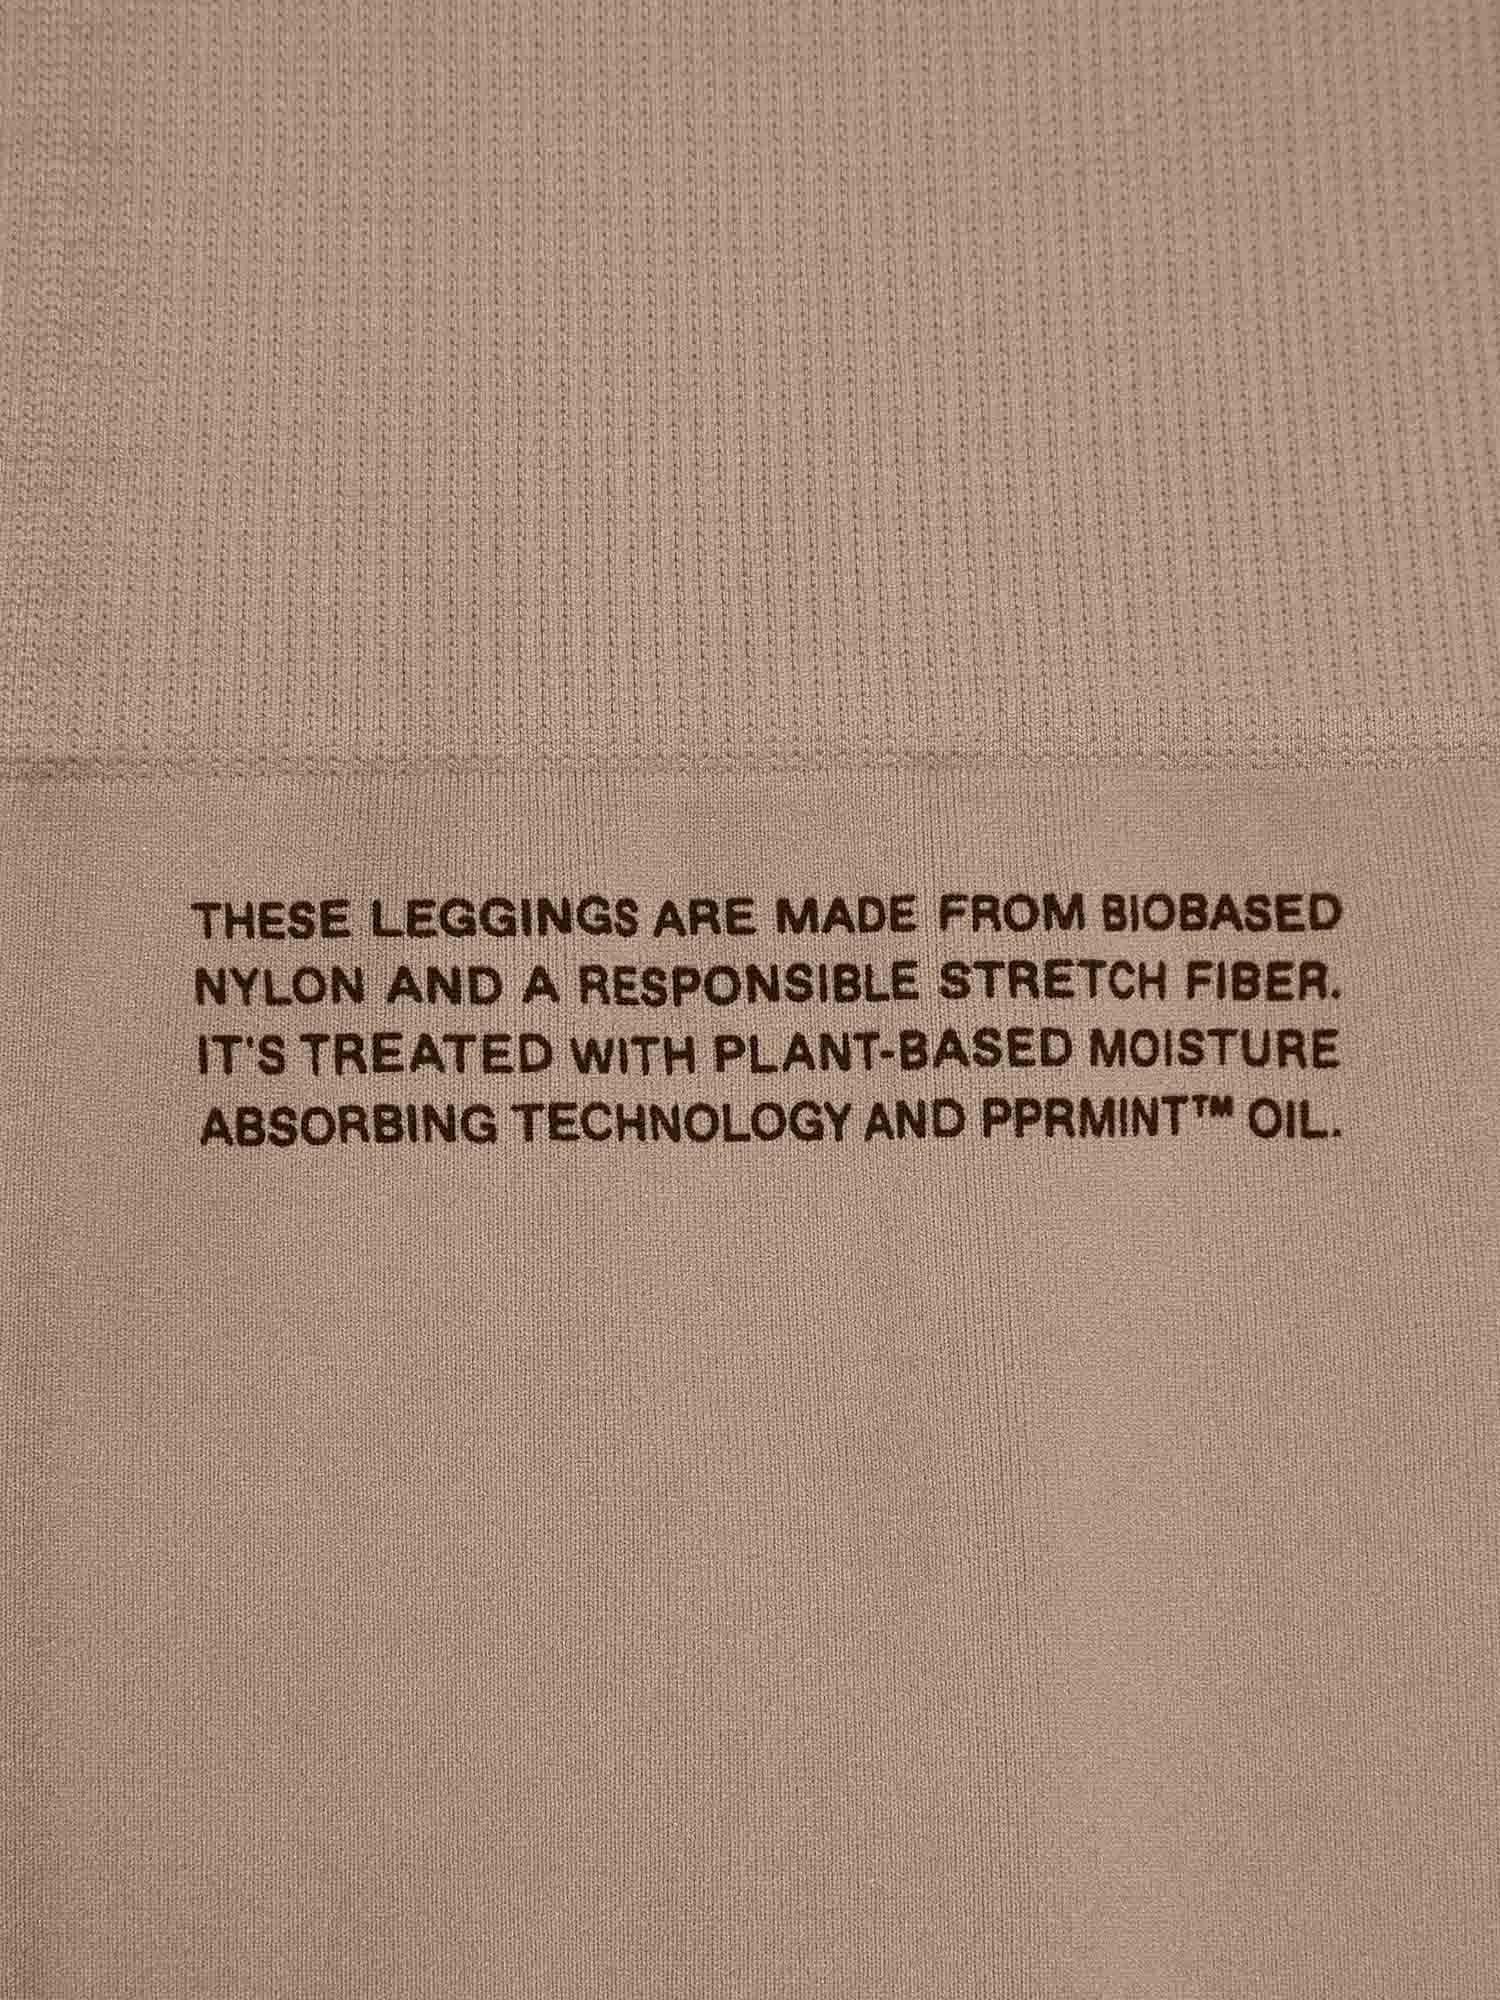 THESE LEGGINGS ARE MADE FROM BIOBASED
NYLON AND A RESPONSIBLE STRETCH FIBER.
IT'S TREATED WITH PLANT-BASED MOISTURE
ABSORBING TECHNOLOGY AND PPRMINT™ OIL.